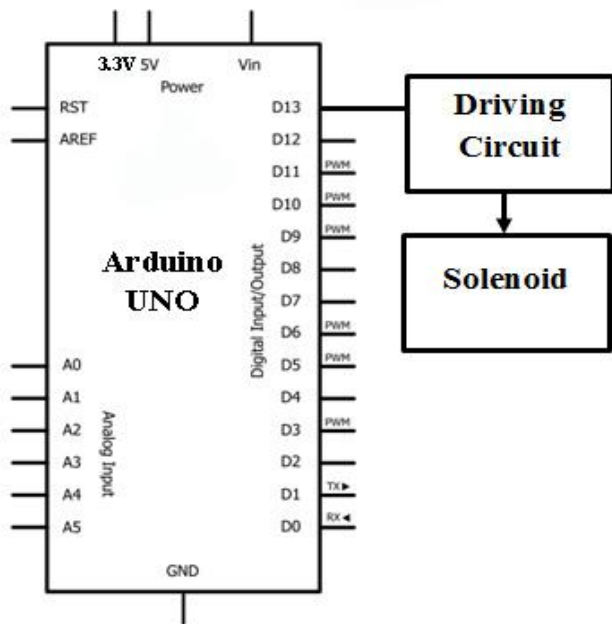 3.3V 5V Vin
Power
RST
AREF
Arduino
UNO
A0
A1
A2
A3
A4
A5
Analog Input
GND
D13
D12
D11 PWM
D10 PWM
D9 PWM
D8
D7
D6 PWM
D5 PWM
D4
D3 PWM
D2
D1 TX▶
D0 RX◀
Digital Input/Output
Driving
Circuit
Solenoid